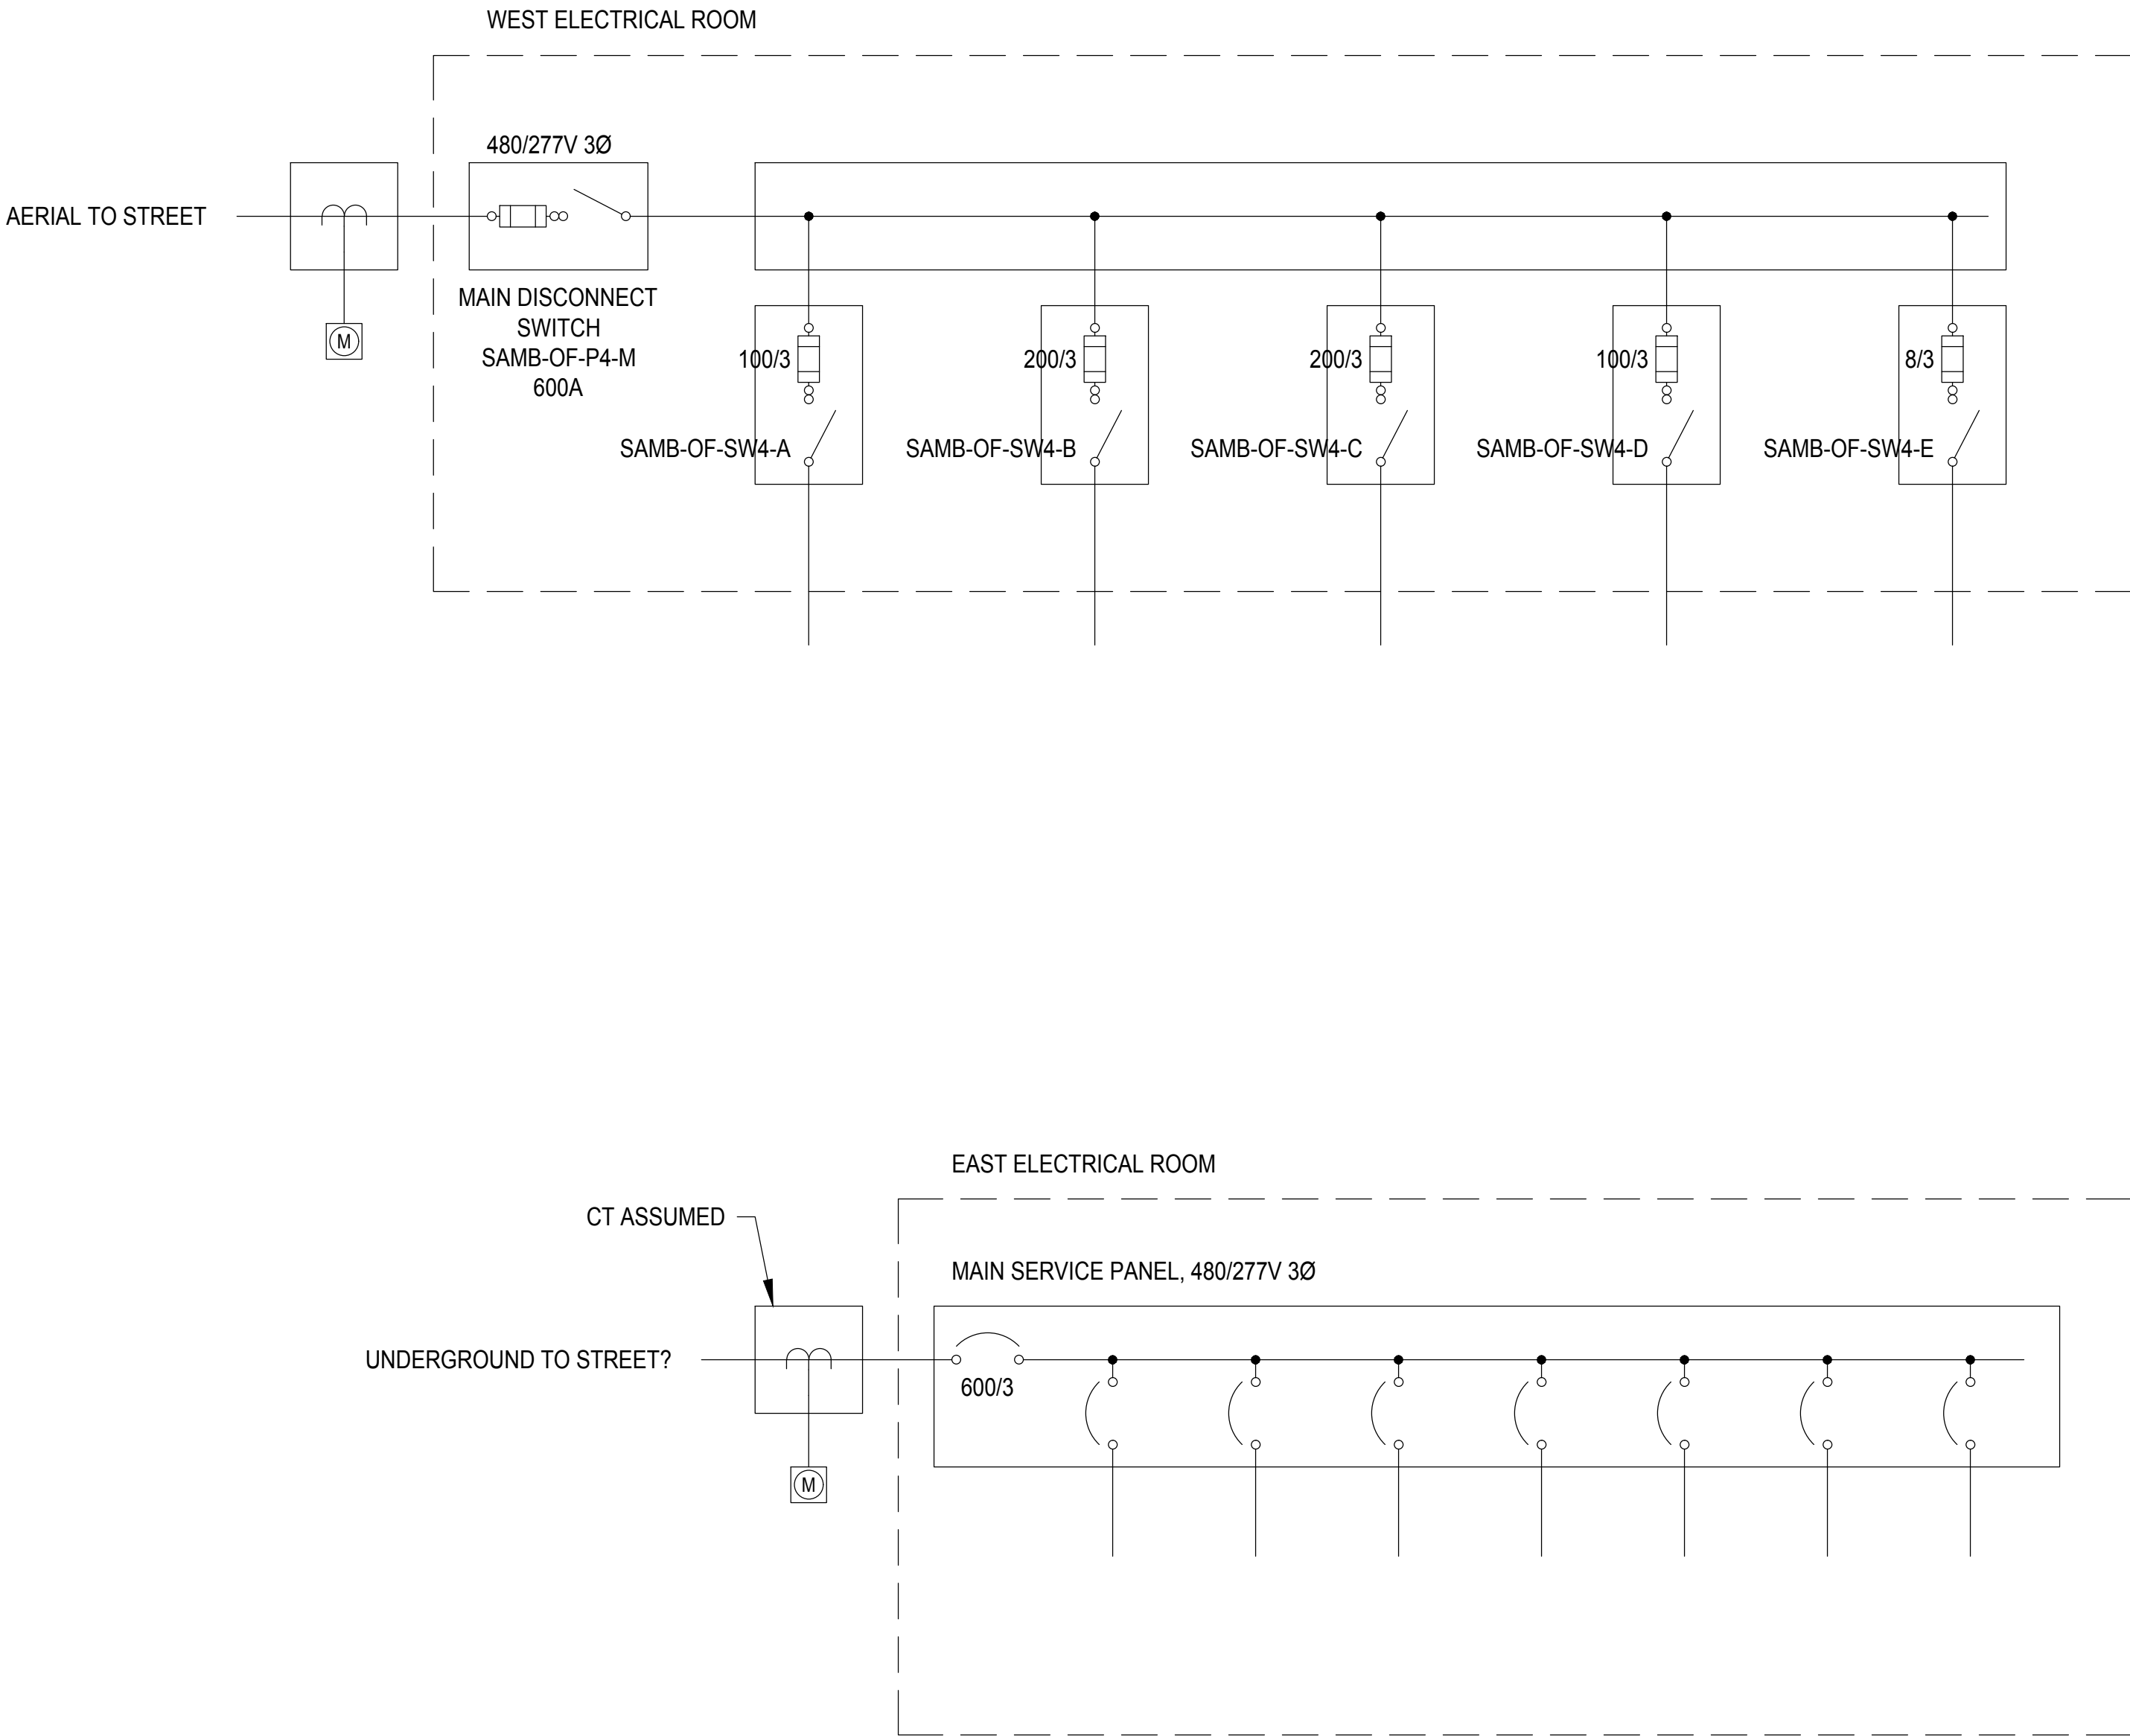 WEST ELECTRICAL ROOM
480/277V 3Ø
AERIAL TO STREET
M
MAIN DISCONNECT
SWITCH
SAMB-OF-P4-M
600A
100/3
200/3
200/3
100/3
8/3
SAMB-OF-SW4-A
SAMB-OF-SW4-B
SAMB-OF-SW4-C
SAMB-OF-SW4-D
SAMB-OF-SW4-E
EAST ELECTRICAL ROOM
CT ASSUMED
MAIN SERVICE PANEL, 480/277V 3Ø
UNDERGROUND TO STREET?
600/3
M